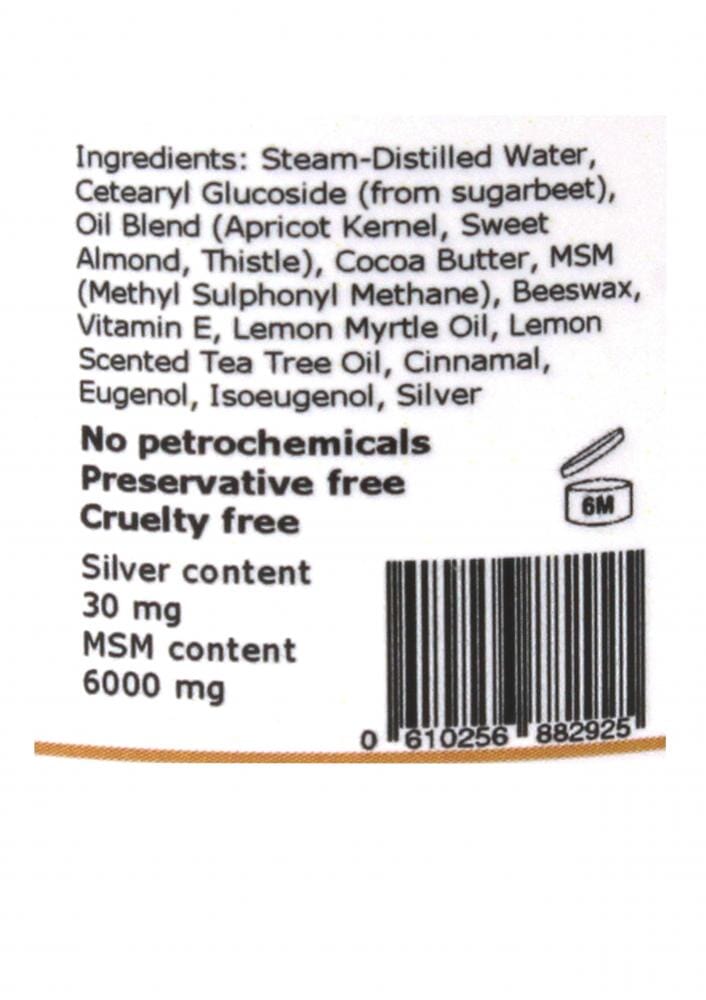 Ingredients: Steam-Distilled Water,
Cetearyl Glucoside (from sugarbeet),
Oil Blend (Apricot Kernel, Sweet
Almond, Thistle), Cocoa Butter, MSM
(Methyl Sulphonyl Methane), Beeswax,
Vitamin E, Lemon Myrtle Oil, Lemon
Scented Tea Tree Oil, Cinnamal,
Eugenol, Isoeugenol, Silver
No petrochemicals
Preservative free
Cruelty free
6M
Silver content
30 mg
MSM content
6000 mg
0 610256 882925